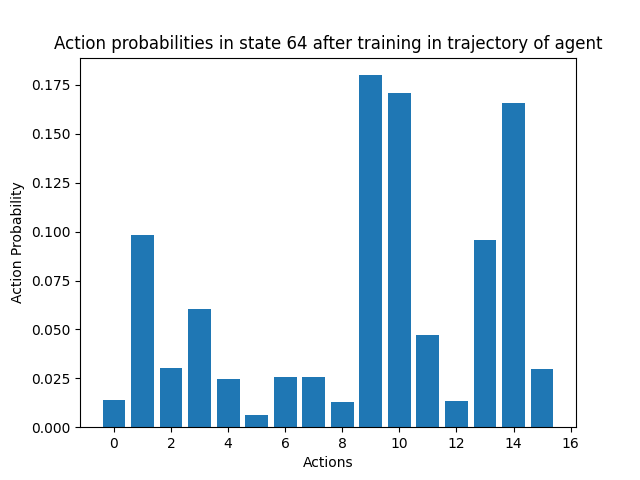 Action probabilities in state 64 after training in trajectory of agent
0.175
0.150
0.125
0.100
0.075
0.050
0.025
0.000
Action Probability
0 2 4 6 8 10 12 14 16
Actions